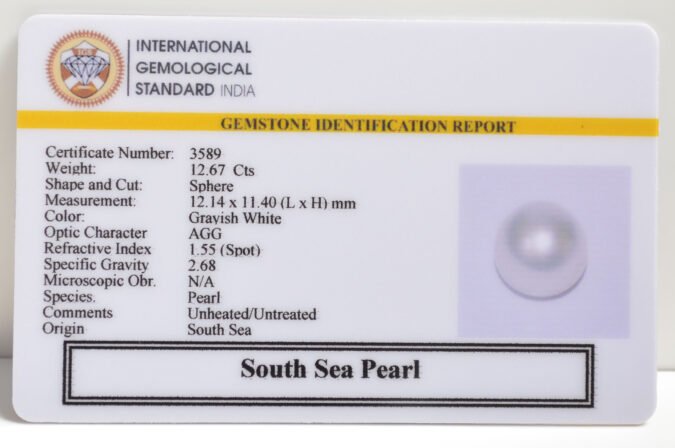 IGS
INTERNATIONAL
GEMOLOGICAL
STANDARD INDIA
GEMSTONE IDENTIFICATION REPORT
Certificate Number: 3589
Weight: 12.67 Cts
Shape and Cut: Sphere
Measurement: 12.14 x 11.40 (L x H) mm
Color: Grayish White
Optic Character AGG
Refractive Index 1.55 (Spot)
Specific Gravity 2.68
Microscopic Obr. N/A
Species. Pearl
Comments Unheated/Untreated
Origin South Sea
South Sea Pearl